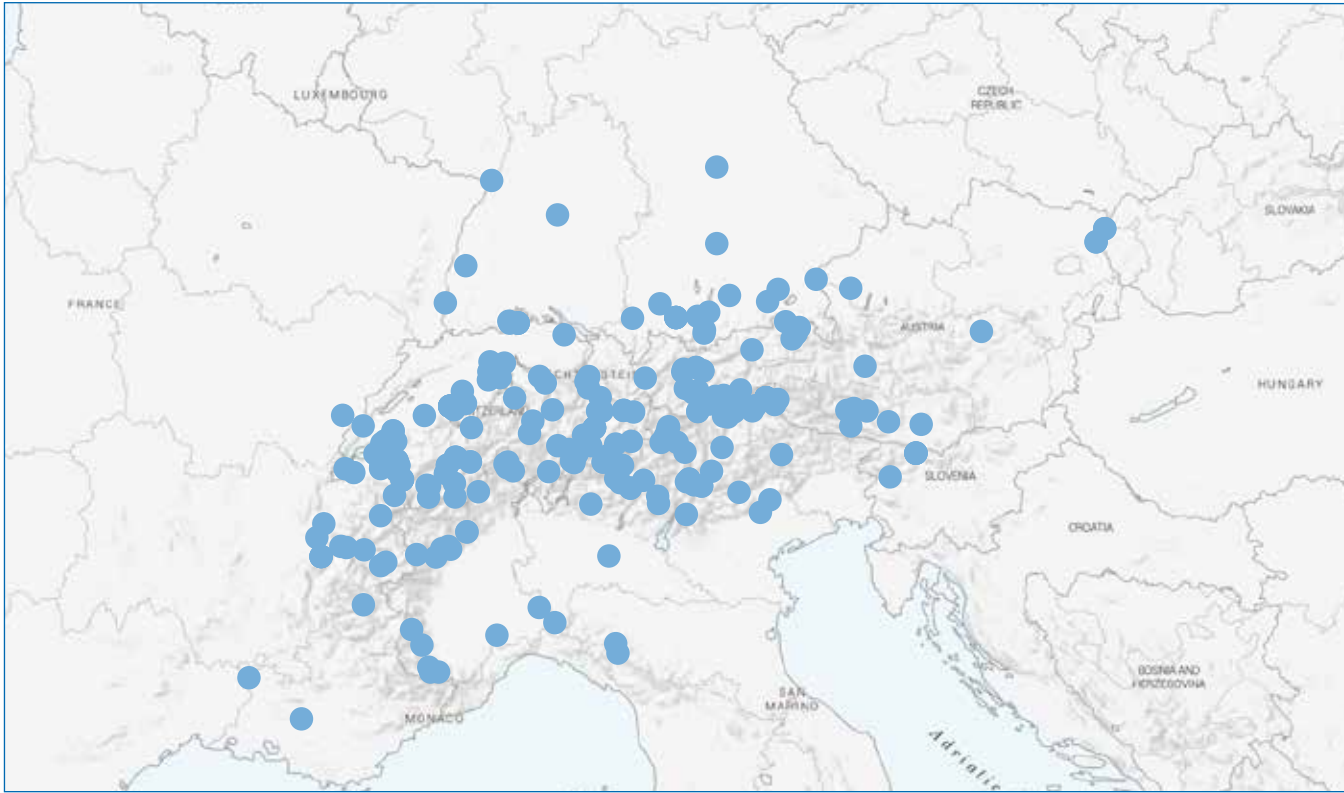 LUXEMBOURG
CZECH
REPUBLIC
SLOVAKIA
FRANCE
AUSTRIA
HUNGARY
SLOVENIA
CROATIA
BOSNIA AND
HERZEGOVINA
SAN
MARINO
MONACO
Adriatic